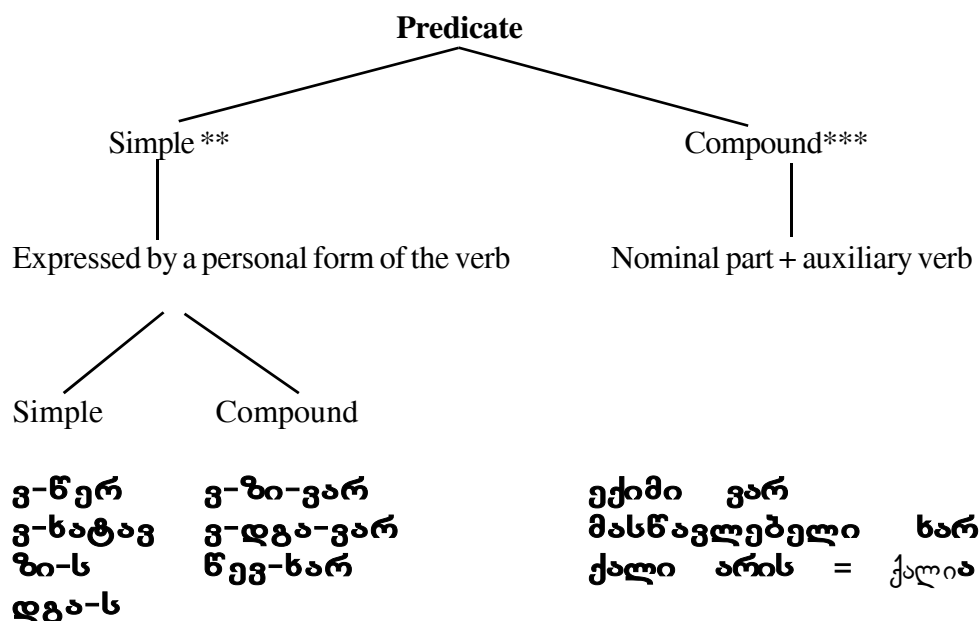 Predicate
Simple ** Compound***
Expressed by a personal form of the verb Nominal part + auxiliary verb
Simple Compound
ვ-წერ ვ-ზი-ვარ ექიმი ვარ
ვ-ხატავ ვ-დგა-ვარ მასწავლებელი ხარ
ზი-ს წევ-ხარ ქალი არის = ქალია
დგა-ს